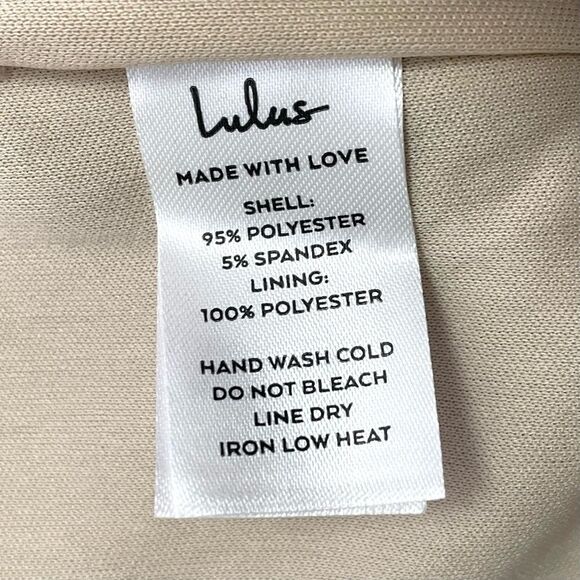 Lulus
MADE WITH LOVE
SHELL:
95% POLYESTER
5% SPANDEX
LINING:
100% POLYESTER
HAND WASH COLD
DO NOT BLEACH
LINE DRY
IRON LOW HEAT